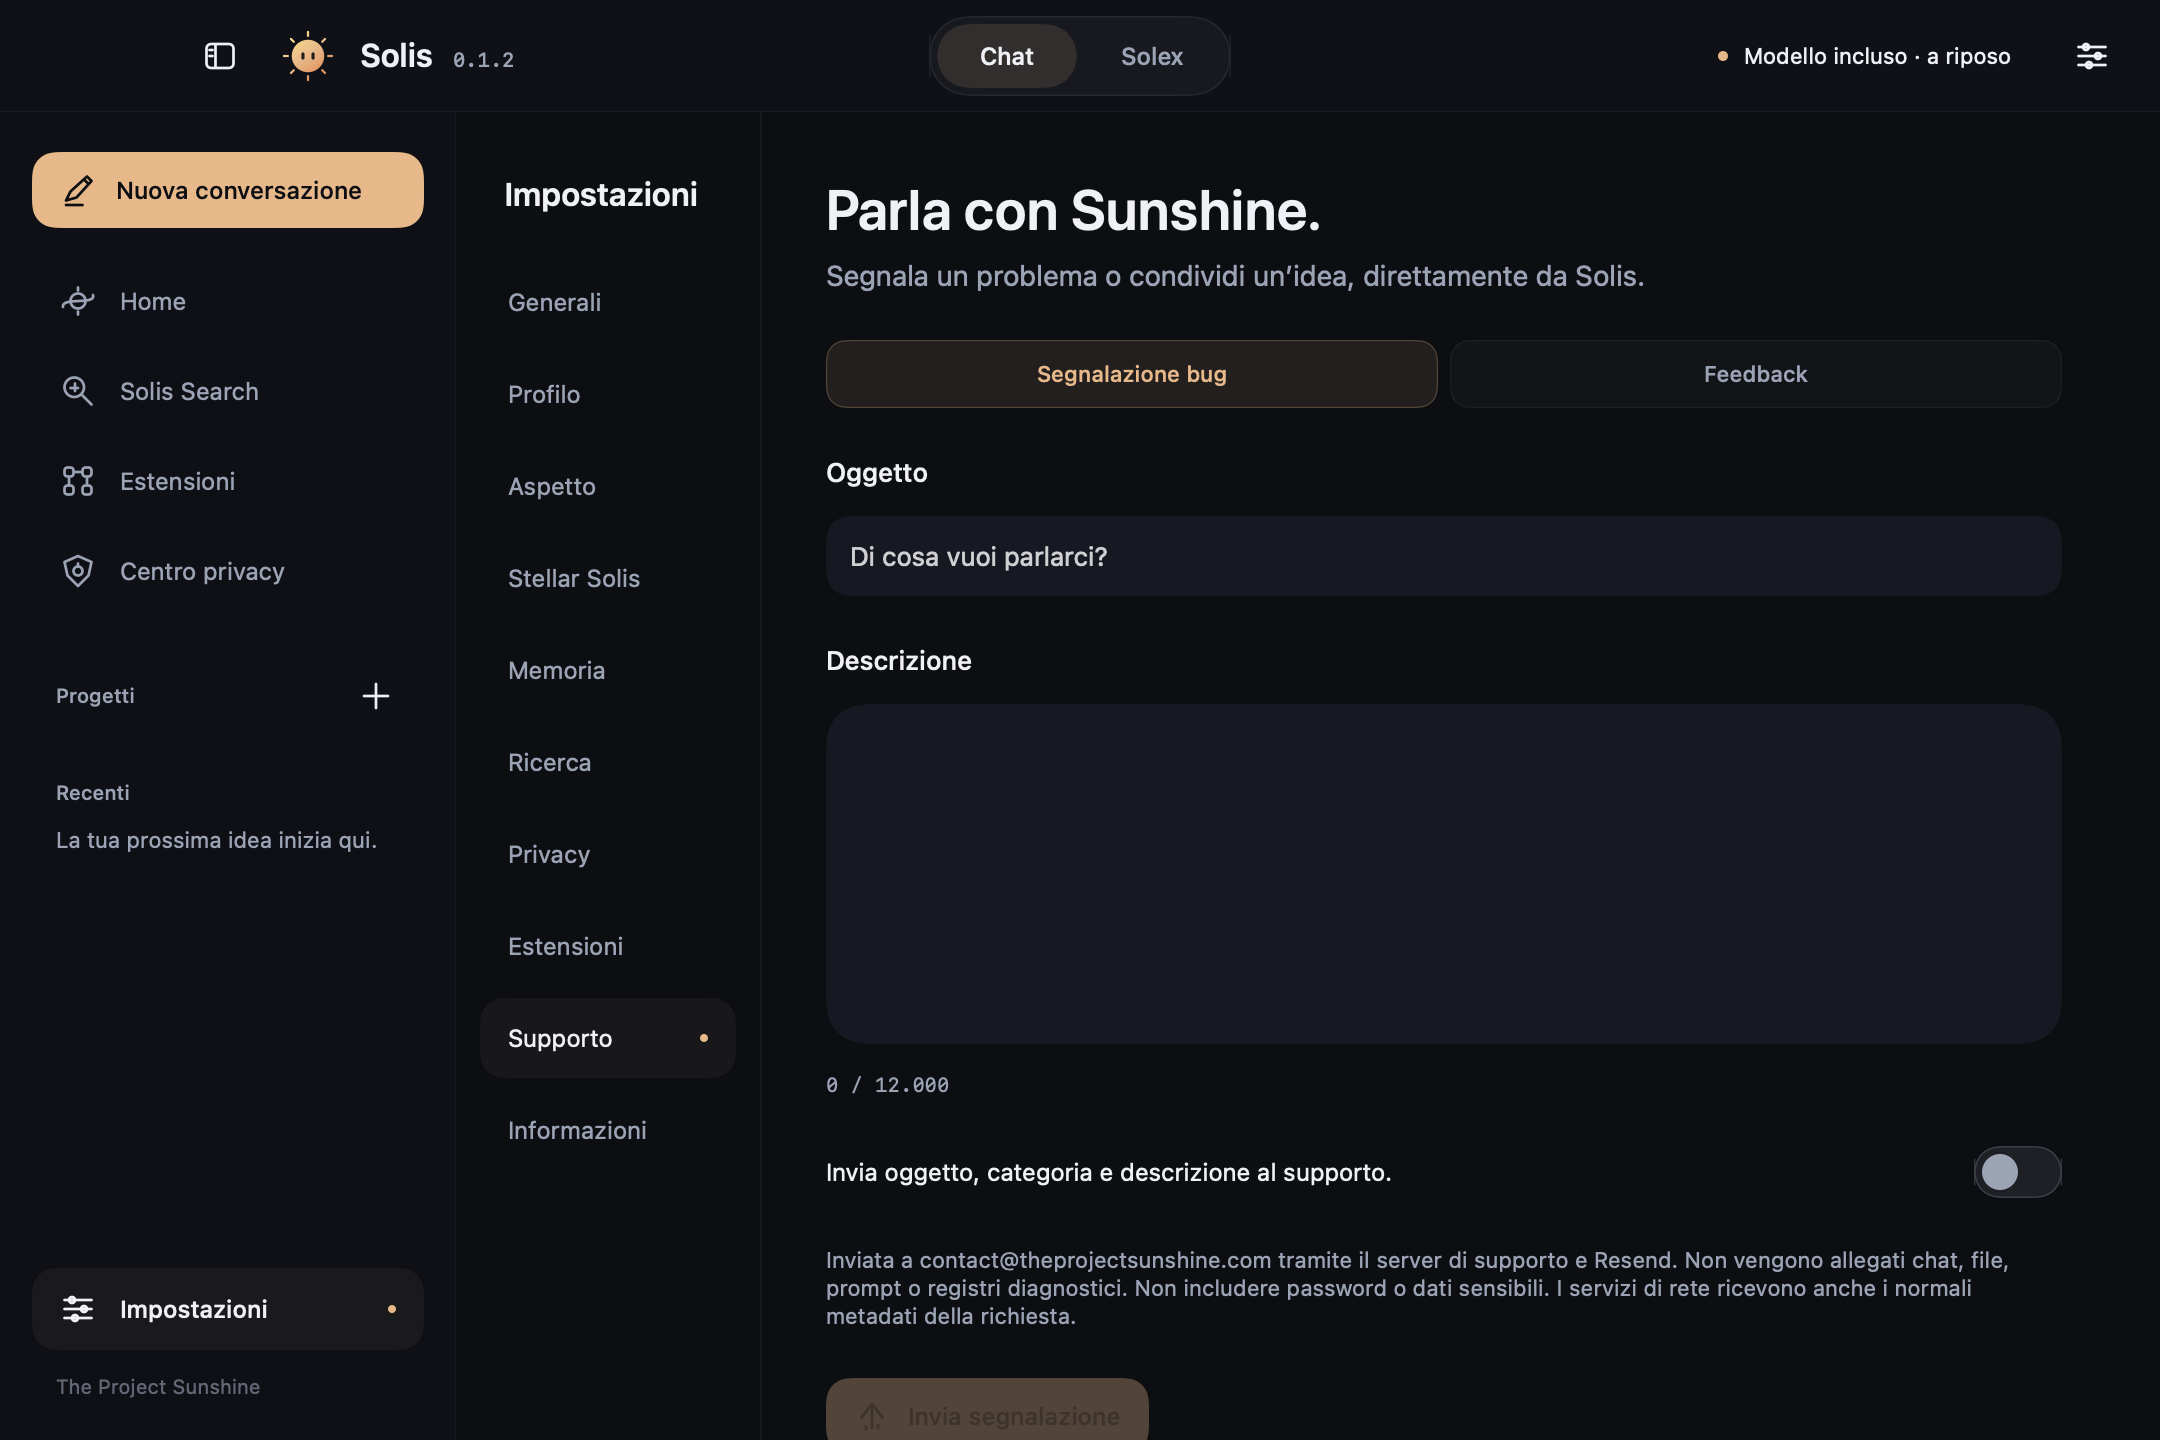 Solis 0.1.2
Chat
Solex
Modello incluso · a riposo
Nuova conversazione
Home
Solis Search
Estensioni
Centro privacy
Progetti
Recenti
La tua prossima idea inizia qui.
Impostazioni
The Project Sunshine
Impostazioni
Generali
Profilo
Aspetto
Stellar Solis
Memoria
Ricerca
Privacy
Estensioni
Supporto
Informazioni
Parla con Sunshine.
Segnala un problema o condividi un’idea, direttamente da Solis.
Segnalazione bug
Feedback
Oggetto
Di cosa vuoi parlarci?
Descrizione
0 / 12.000
Invia oggetto, categoria e descrizione al supporto.
Inviata a contact@theprojectsunshine.com tramite il server di supporto e Resend. Non vengono allegati chat, file,
prompt o registri diagnostici. Non includere password o dati sensibili. I servizi di rete ricevono anche i normali
metadati della richiesta.
Invia segnalazione